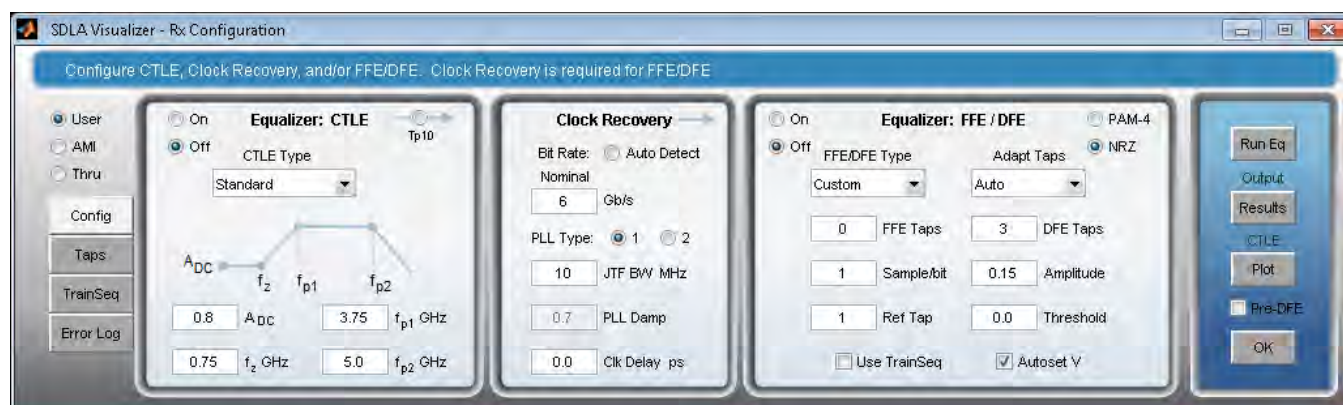 SDLA Visualizer - Rx Configuration
Configure CTLE, Clock Recovery, and/or FFE/DFE. Clock Recovery is required for FFE/DFE
User
AMI
Thru
Config
Taps
TrainSeq
Error Log
On
Off
Equalizer: CTLE
Tp10
CTLE Type
Standard
ADC
fz
fp1
fp2
0.8 ADC 3.75 fp1 GHz
0.75 fz GHz 5.0 fp2 GHz
Clock Recovery
Bit Rate: Auto Detect
Nominal
6 Gb/s
PLL Type: 1 2
10 JTF BW MHz
0.7 PLL Damp
0.0 Clk Delay ps
On Equalizer: FFE / DFE PAM-4
Off NRZ
FFE/DFE Type Adapt Taps
Custom Auto
0 FFE Taps 3 DFE Taps
1 Sample/bit 0.15 Amplitude
1 Ref Tap 0.0 Threshold
Use TrainSeq Autoset V
Run Eq
Output
Results
CTLE
Plot
Pre-DFE
OK